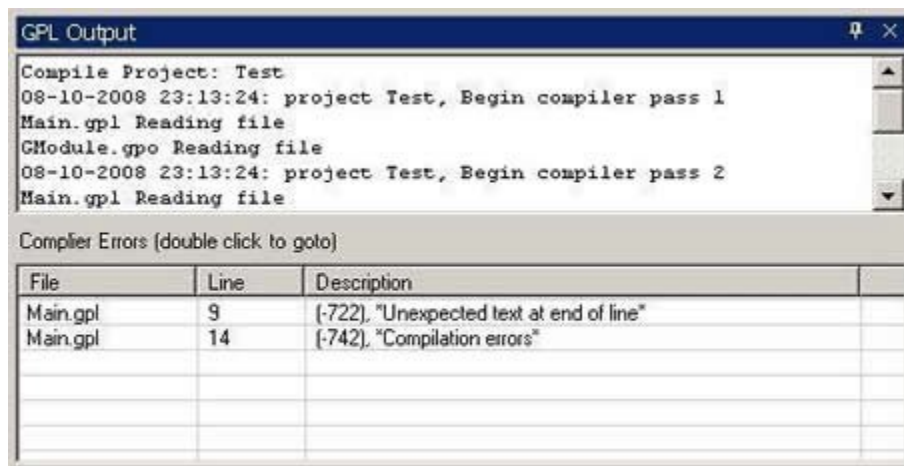 GPL Output
Compile Project: Test
08-10-2008 23:13:24: project Test, Begin compiler pass 1
Main.gpl Reading file
GModule.gpo Reading file
08-10-2008 23:13:24: project Test, Begin compiler pass 2
Main.gpl Reading file
Complier Errors (double click to goto)
File Line Description
Main.gpl 9 (-722), "Unexpected text at end of line"
Main.gpl 14 (-742), "Compilation errors"